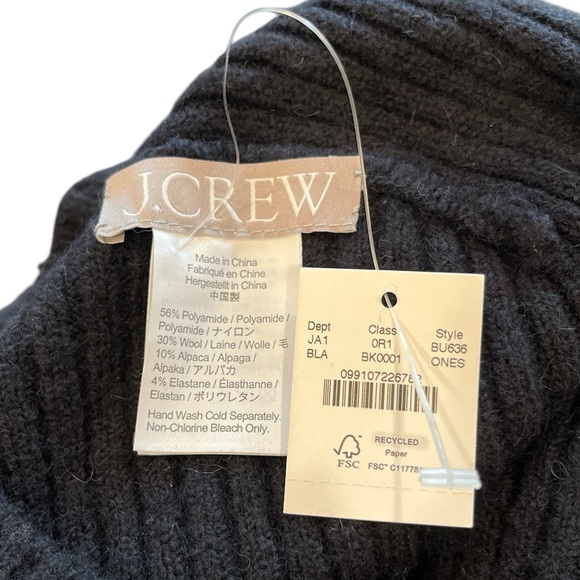 J.CREW
Made in China
Fabriqué en Chine
Hergestellt in China
中国製
56% Polyamide / Polyamide /
Polyamide / ナイロン
30% Wool / Laine / Wolle / 毛
10% Alpaca / Alpaga /
Alpaka / アルパカ
4% Elastane / Élasthanne /
Elastan / ポリウレタン
Hand Wash Cold Separately.
Non-Chlorine Bleach Only.
Dept Class Style
JA1 0R1 BU636
BLA BK0001 ONES
FSC
RECYCLED
Paper